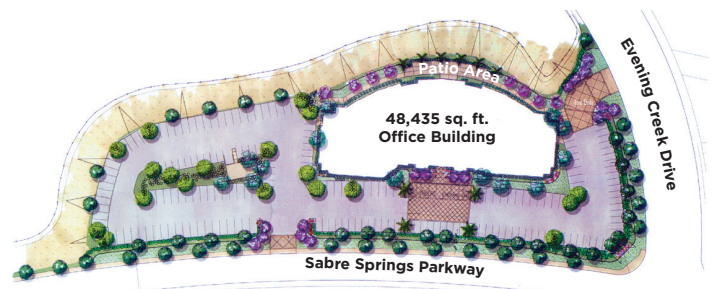 Patio Area
48,435 sq. ft.
Office Building
Evening Creek Drive
Sabre Springs Parkway